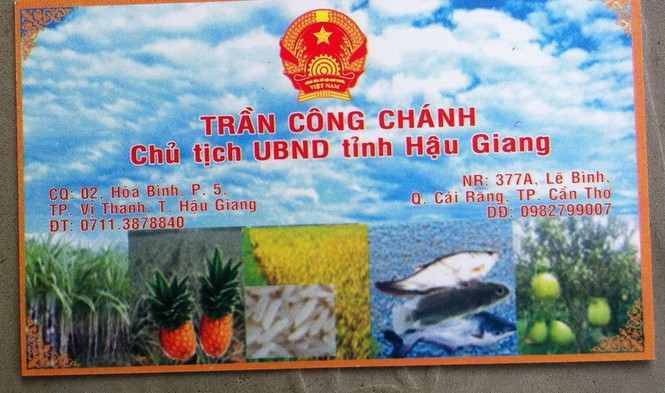 VIỆT NAM
TRẦN CÔNG CHÁNH
Chủ tịch UBND tỉnh Hậu Giang
CQ: 02, Hòa Bình, P. 5,
TP. Vị Thanh, T. Hậu Giang
ĐT: 0711.3878840
NR: 377A, Lê Bình,
Q. Cái Răng, TP. Cần Thơ
DĐ: 0982799007